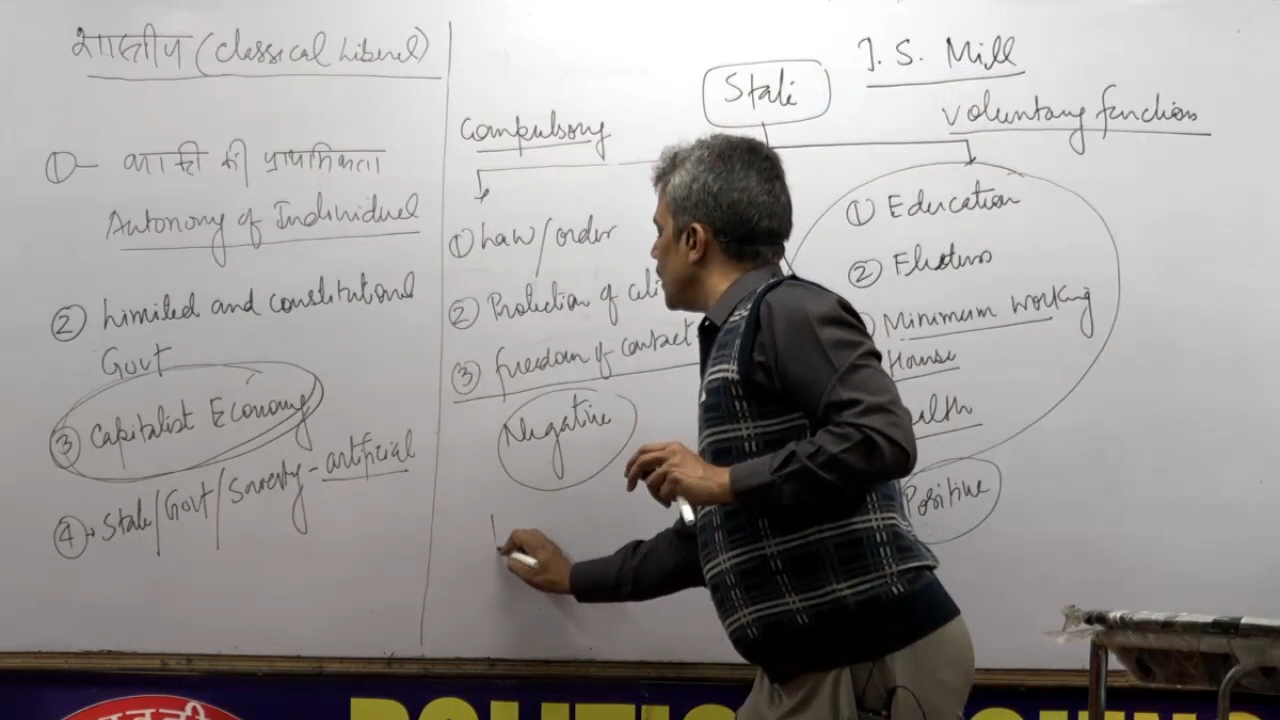 शास्त्रीय (Classical Liberal)
①- व्यक्ति की प्राथमिकता
Autonomy of Individual
② Limited and constitutional
Govt
③ Capitalist Economy
④ State/Govt/Society - artificial
J. S. Mill
State
Compulsory
① Law/order
② Protection of
③ freedom of contact
Negative
Voluntary functions
① Education
②
Minimum Working
House
Positive